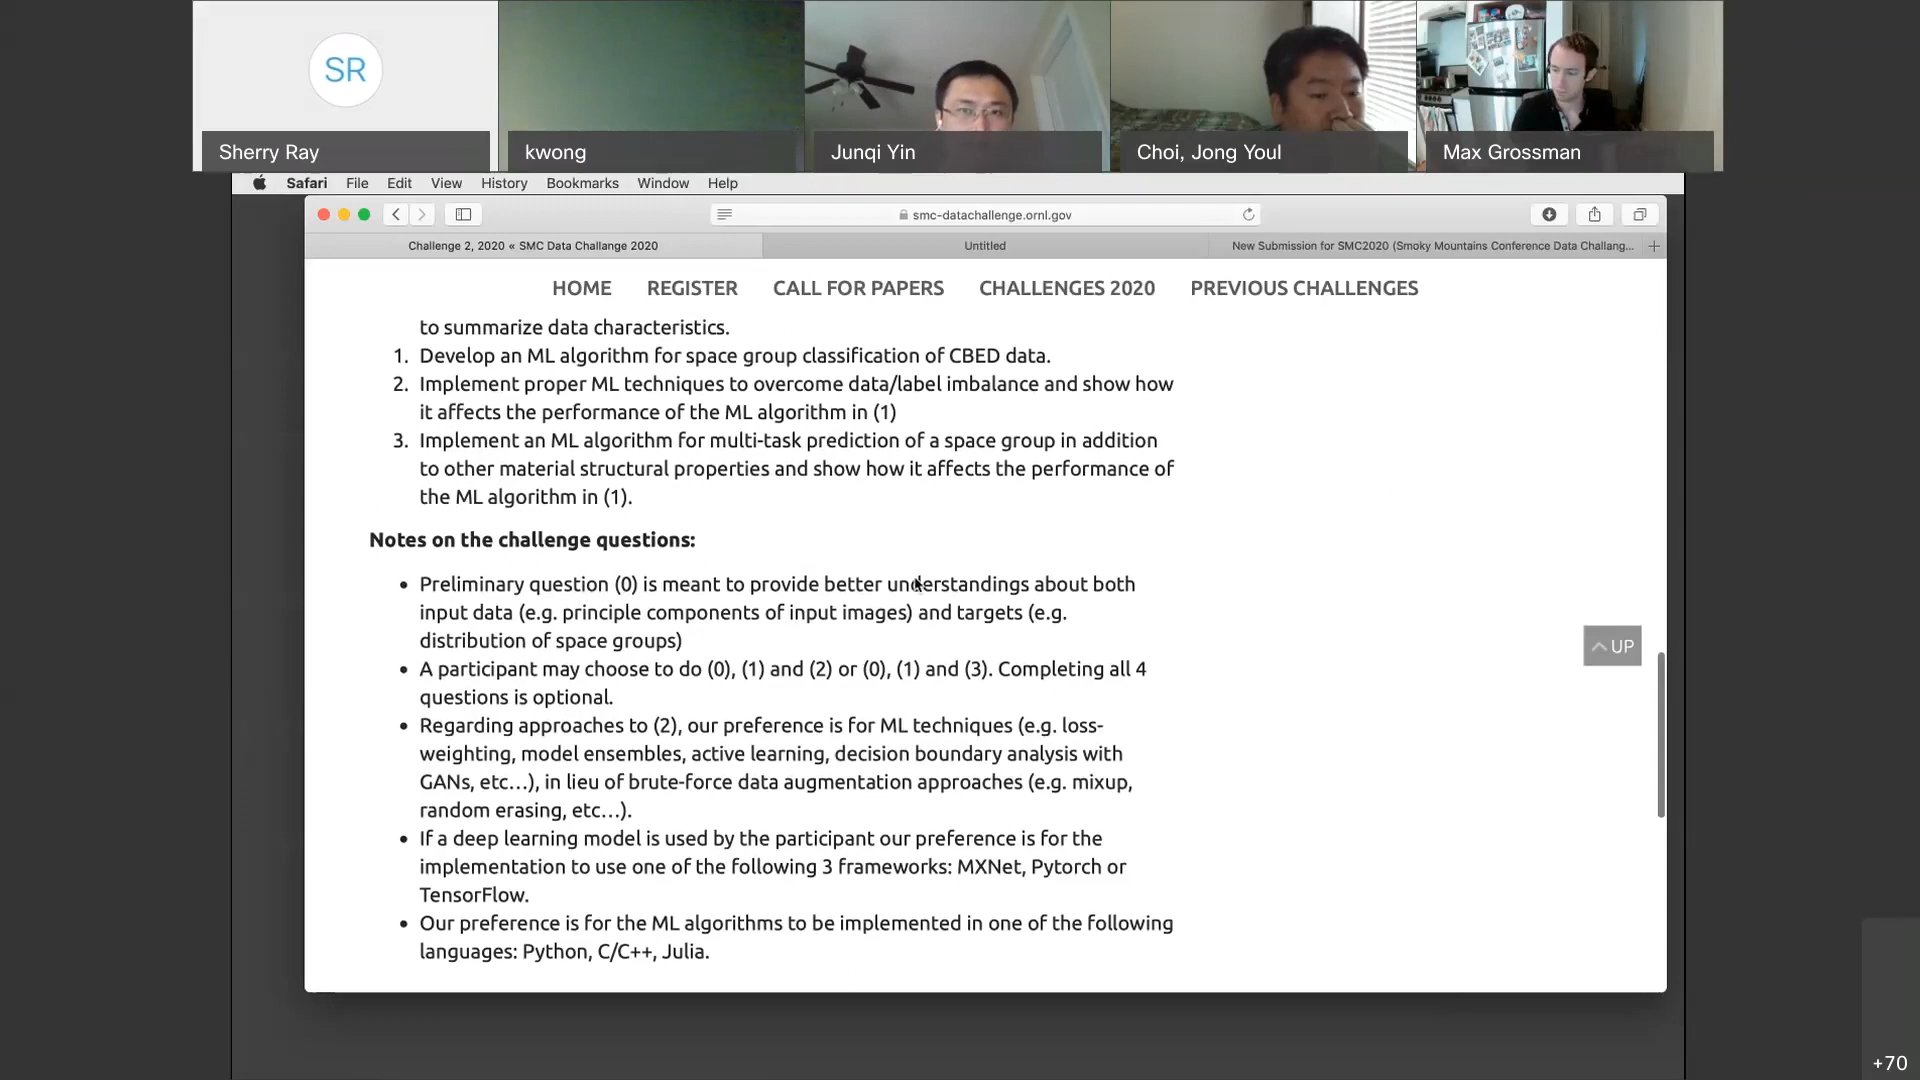 SR
Sherry Ray
kwong
Junqi Yin
Choi, Jong Youl
Max Grossman
Safari File Edit View History Bookmarks Window Help
smc-datachallenge.ornl.gov
Challenge 2, 2020 « SMC Data Challange 2020
Untitled
New Submission for SMC2020 (Smoky Mountains Conference Data Challang...
HOME REGISTER CALL FOR PAPERS CHALLENGES 2020 PREVIOUS CHALLENGES
to summarize data characteristics.
1. Develop an ML algorithm for space group classification of CBED data.
2. Implement proper ML techniques to overcome data/label imbalance and show how
it affects the performance of the ML algorithm in (1)
3. Implement an ML algorithm for multi-task prediction of a space group in addition
to other material structural properties and show how it affects the performance of
the ML algorithm in (1).
Notes on the challenge questions:
• Preliminary question (0) is meant to provide better understandings about both
input data (e.g. principle components of input images) and targets (e.g.
distribution of space groups)
UP
• A participant may choose to do (0), (1) and (2) or (0), (1) and (3). Completing all 4
questions is optional.
• Regarding approaches to (2), our preference is for ML techniques (e.g. loss-
weighting, model ensembles, active learning, decision boundary analysis with
GANs, etc...), in lieu of brute-force data augmentation approaches (e.g. mixup,
random erasing, etc...).
• If a deep learning model is used by the participant our preference is for the
implementation to use one of the following 3 frameworks: MXNet, Pytorch or
TensorFlow.
• Our preference is for the ML algorithms to be implemented in one of the following
languages: Python, C/C++, Julia.
+70